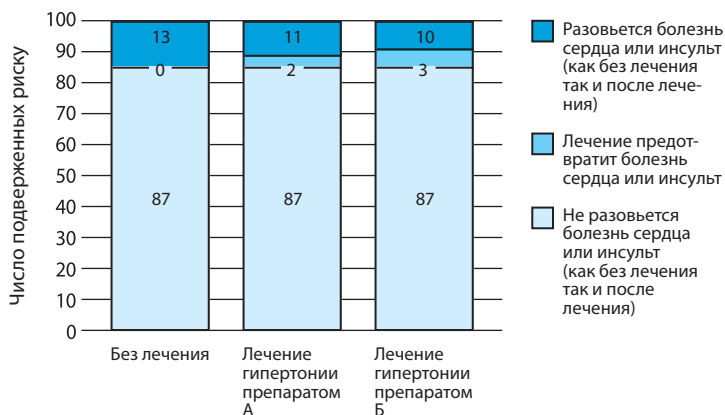 Число подверженных риску
100
90
80
70
60
50
40
30
20
10
0
13
0
87
11
2
87
10
3
87
Без лечения
Лечение
гипертонии
препаратом
А
Лечение
гипертонии
препаратом
Б
Разовьется болезнь
сердца или инсульт
(как без лечения
так и после лече-
ния)
Лечение предот-
вратит болезнь
сердца или инсульт
Не разовьется
болезнь сердца
или инсульт
(как без лечения
так и после
лечения)